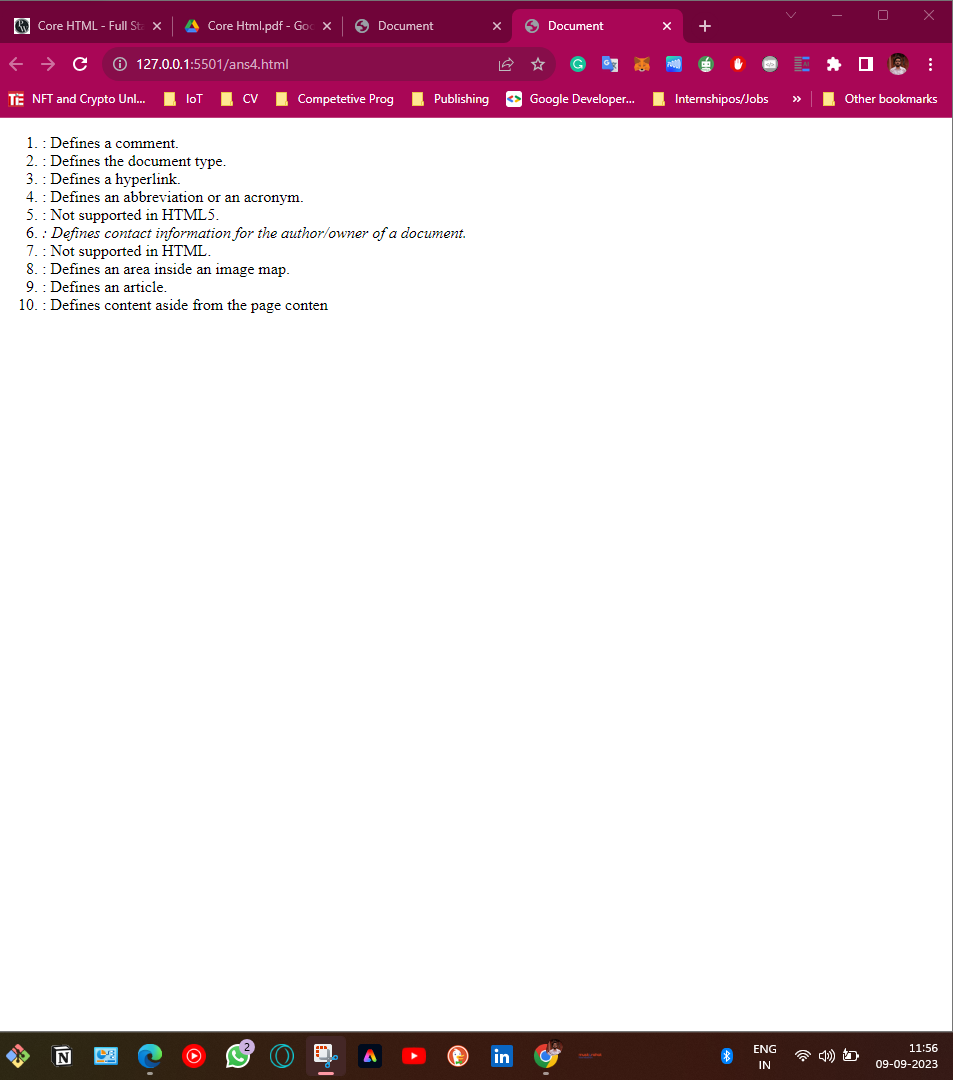 Core HTML - Full Sta
Core Html.pdf - Goo
Document
Document
127.0.0.1:5501/ans4.html
NFT and Crypto Unl...
IoT
CV
Competetive Prog
Publishing
Google Developer...
Internshipos/Jobs
»
Other bookmarks
1. : Defines a comment.
2. : Defines the document type.
3. : Defines a hyperlink.
4. : Defines an abbreviation or an acronym.
5. : Not supported in HTML5.
6. : Defines contact information for the author/owner of a document.
7. : Not supported in HTML.
8. : Defines an area inside an image map.
9. : Defines an article.
10. : Defines content aside from the page conten
2
ENG
IN
11:56
09-09-2023